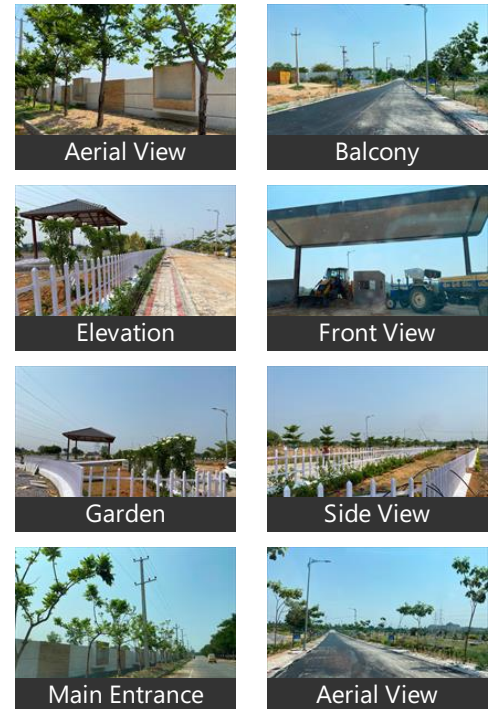 Aerial View
Balcony
Elevation
Front View
Garden
Side View
Main Entrance
Aerial View